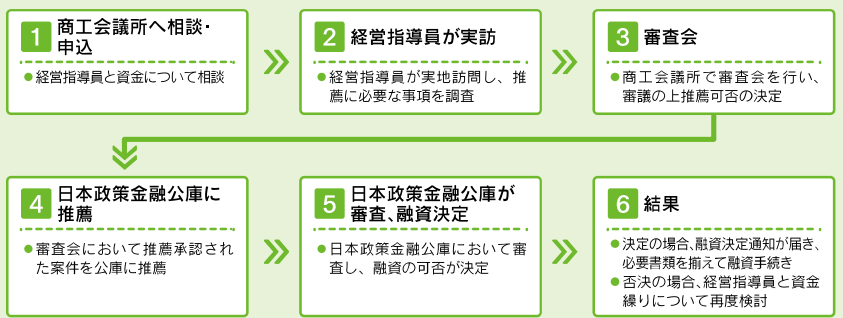 1 商工会議所へ相談・
申込
●経営指導員と資金について相談
2 経営指導員が実訪
●経営指導員が実地訪問し、推
薦に必要な事項を調査
3 審査会
●商工会議所で審査会を行い、
審議の上推薦可否の決定
4 日本政策金融公庫に
推薦
●審査会において推薦承認され
た案件を公庫に推薦
5 日本政策金融公庫が
審査、融資決定
●日本政策金融公庫において審
査し、融資の可否が決定
6 結果
●決定の場合、融資決定通知が届き、
必要書類を揃えて融資手続き
●否決の場合、経営指導員と資金
繰りについて再度検討